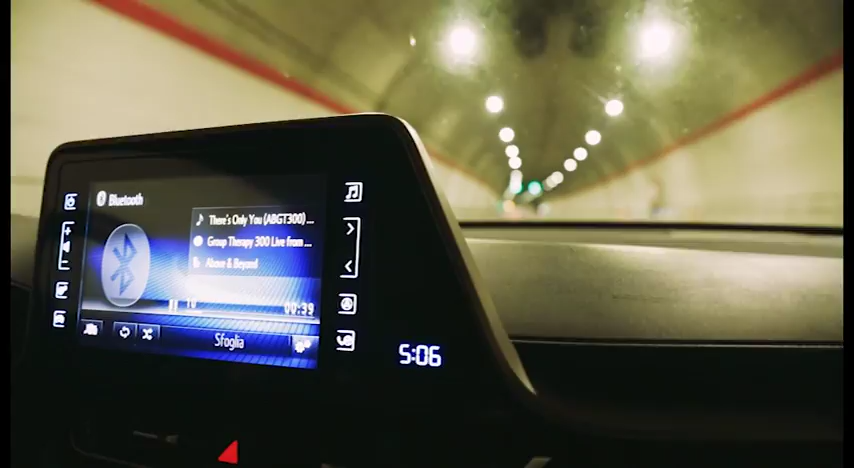 Bluetooth
There's Only You (ABGT300) ...
Group Therapy 300 Live from ...
Above & Beyond
00:39
Sfoglia
5:06